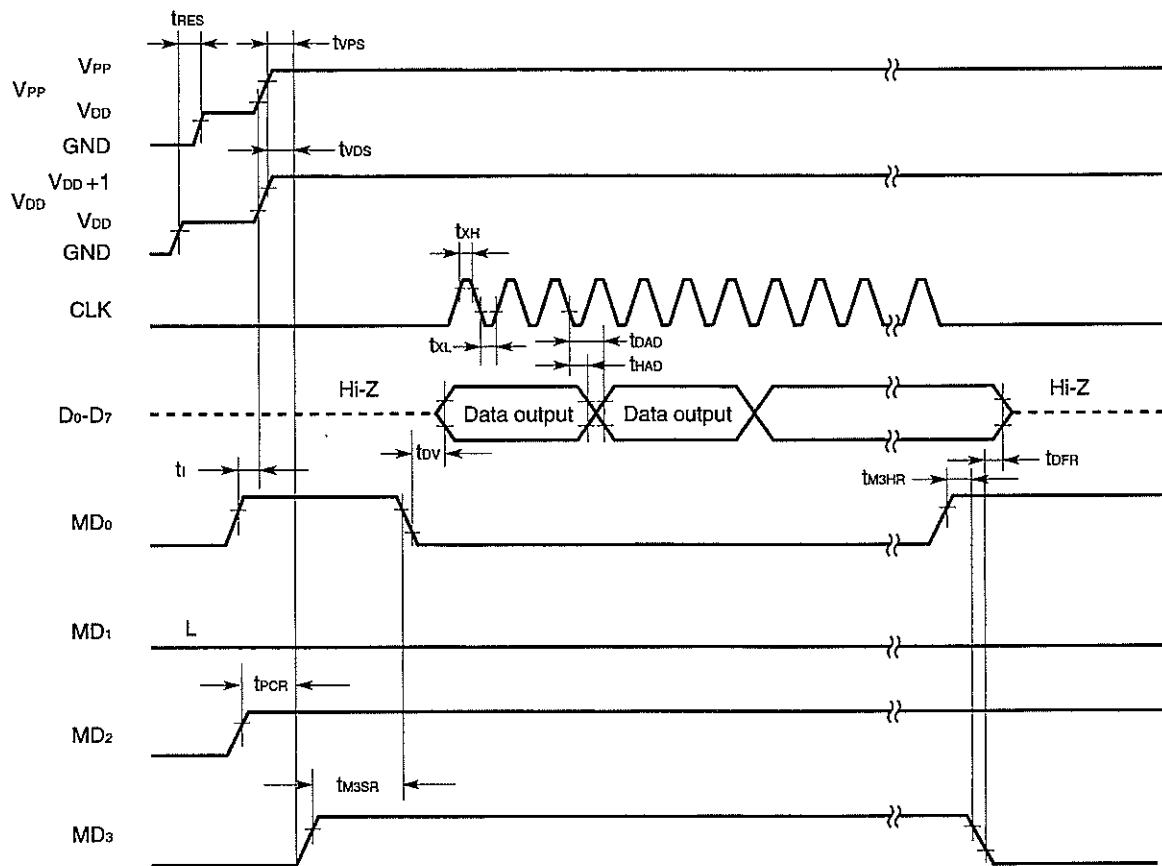 tRES
tVPS
VPP
VPP
VDD
GND
tVDS
VDD +1
VDD
VDD
GND
tXH
CLK
tXL
tDAD
tHAD
Hi-Z
Hi-Z
D0-D7
Data output
Data output
tDV
tDFR
tI
tM3HR
MD0
L
MD1
tPCR
MD2
tM3SR
MD3